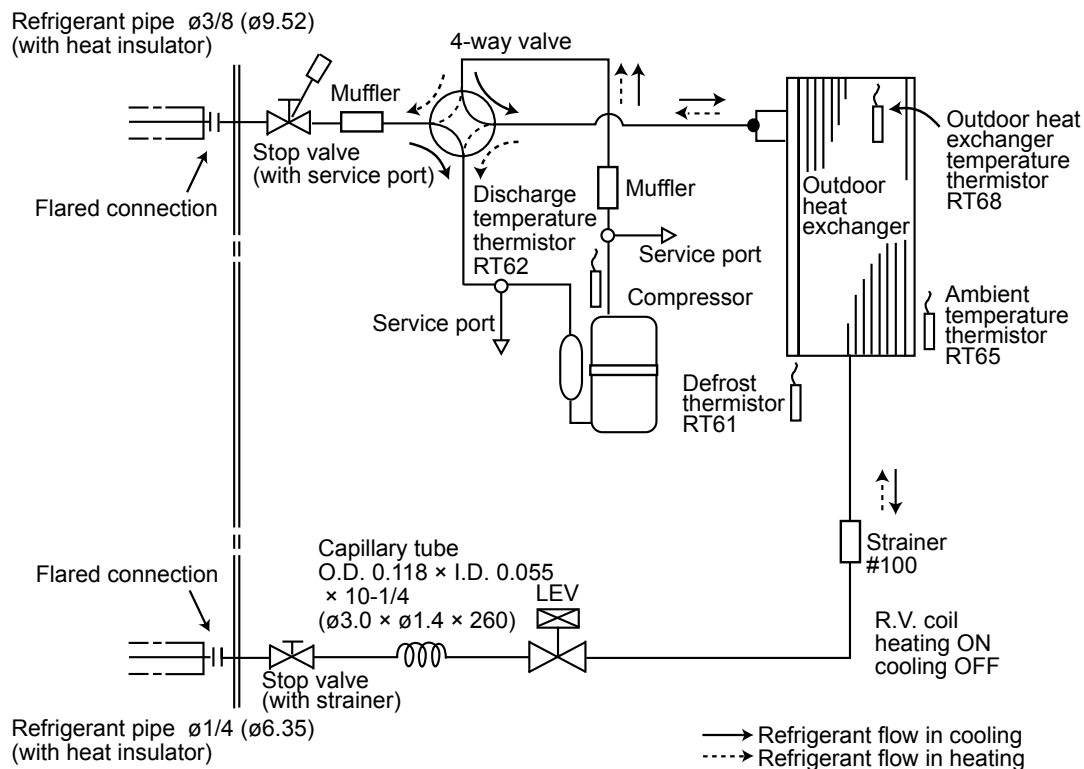 Refrigerant pipe ø3/8 (ø9.52)
(with heat insulator)
4-way valve
Muffler
Stop valve
(with service port)
Flared connection
Discharge
temperature
thermistor
RT62
Muffler
Service port
Outdoor
heat
exchanger
Outdoor heat
exchanger
temperature
thermistor
RT68
Service port
Compressor
Ambient
temperature
thermistor
RT65
Defrost
thermistor
RT61
Capillary tube
O.D. 0.118 × I.D. 0.055
× 10-1/4
(ø3.0 × ø1.4 × 260)
LEV
Strainer
#100
Flared connection
R.V. coil
heating ON
cooling OFF
Stop valve
(with strainer)
Refrigerant pipe ø1/4 (ø6.35)
(with heat insulator)
Refrigerant flow in cooling
Refrigerant flow in heating